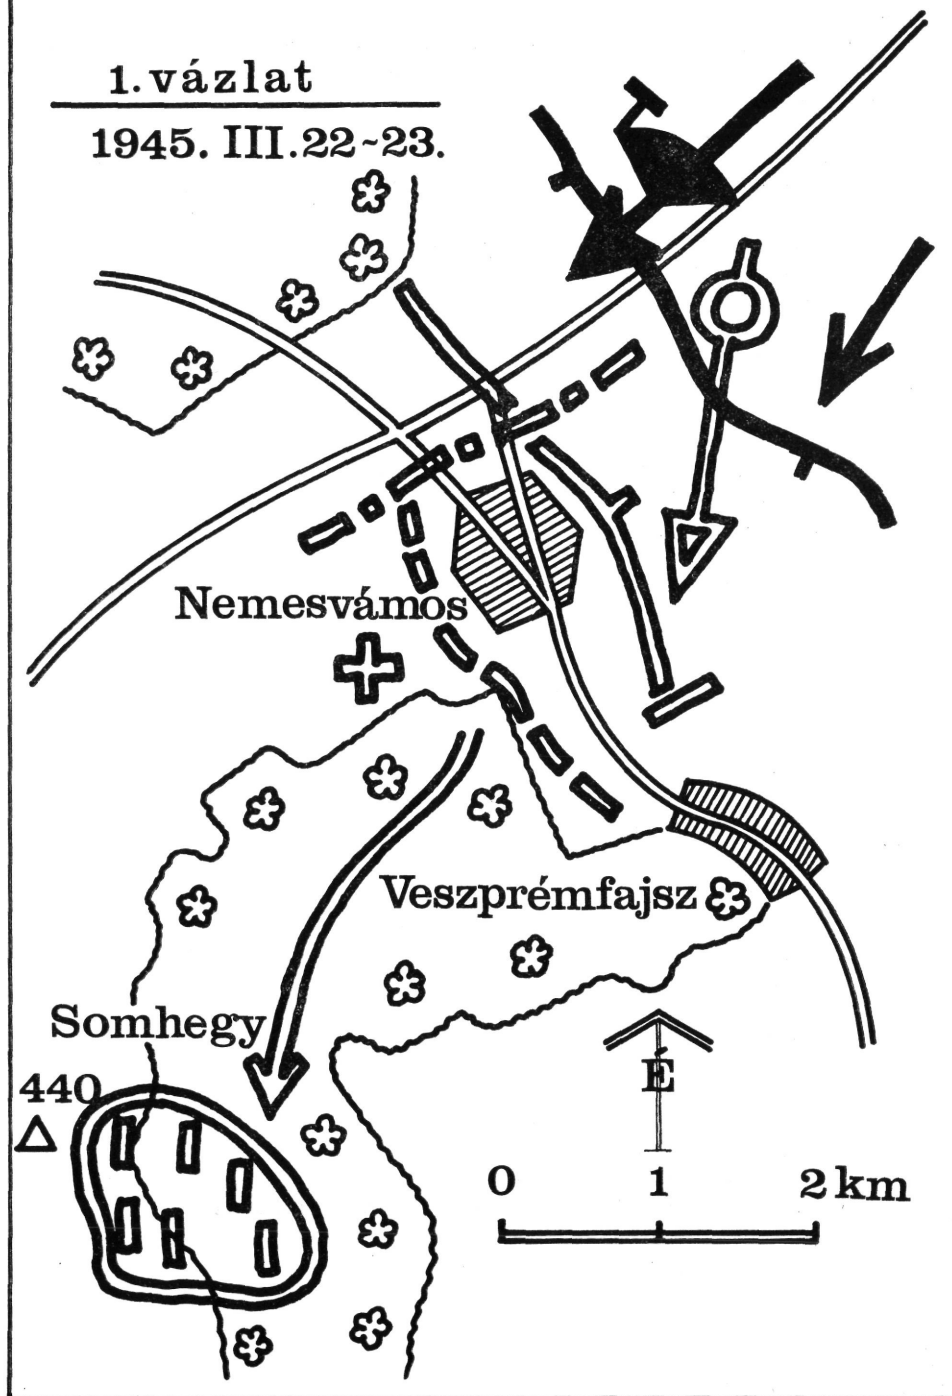 1. vázlat
1945. III. 22-23.
Nemesvámos
Veszprémfajsz
Somhegy
440
É
0 1 2 km